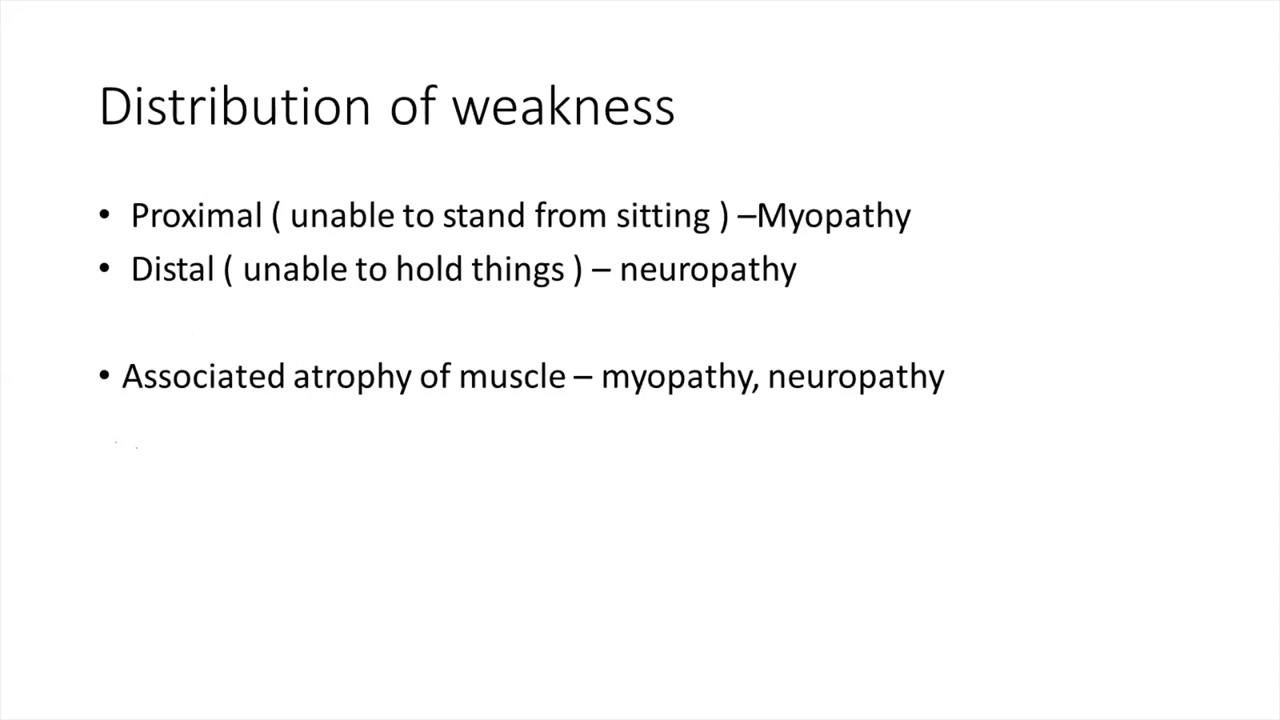 Distribution of weakness
• Proximal ( unable to stand from sitting ) –Myopathy
• Distal ( unable to hold things ) – neuropathy
• Associated atrophy of muscle – myopathy, neuropathy